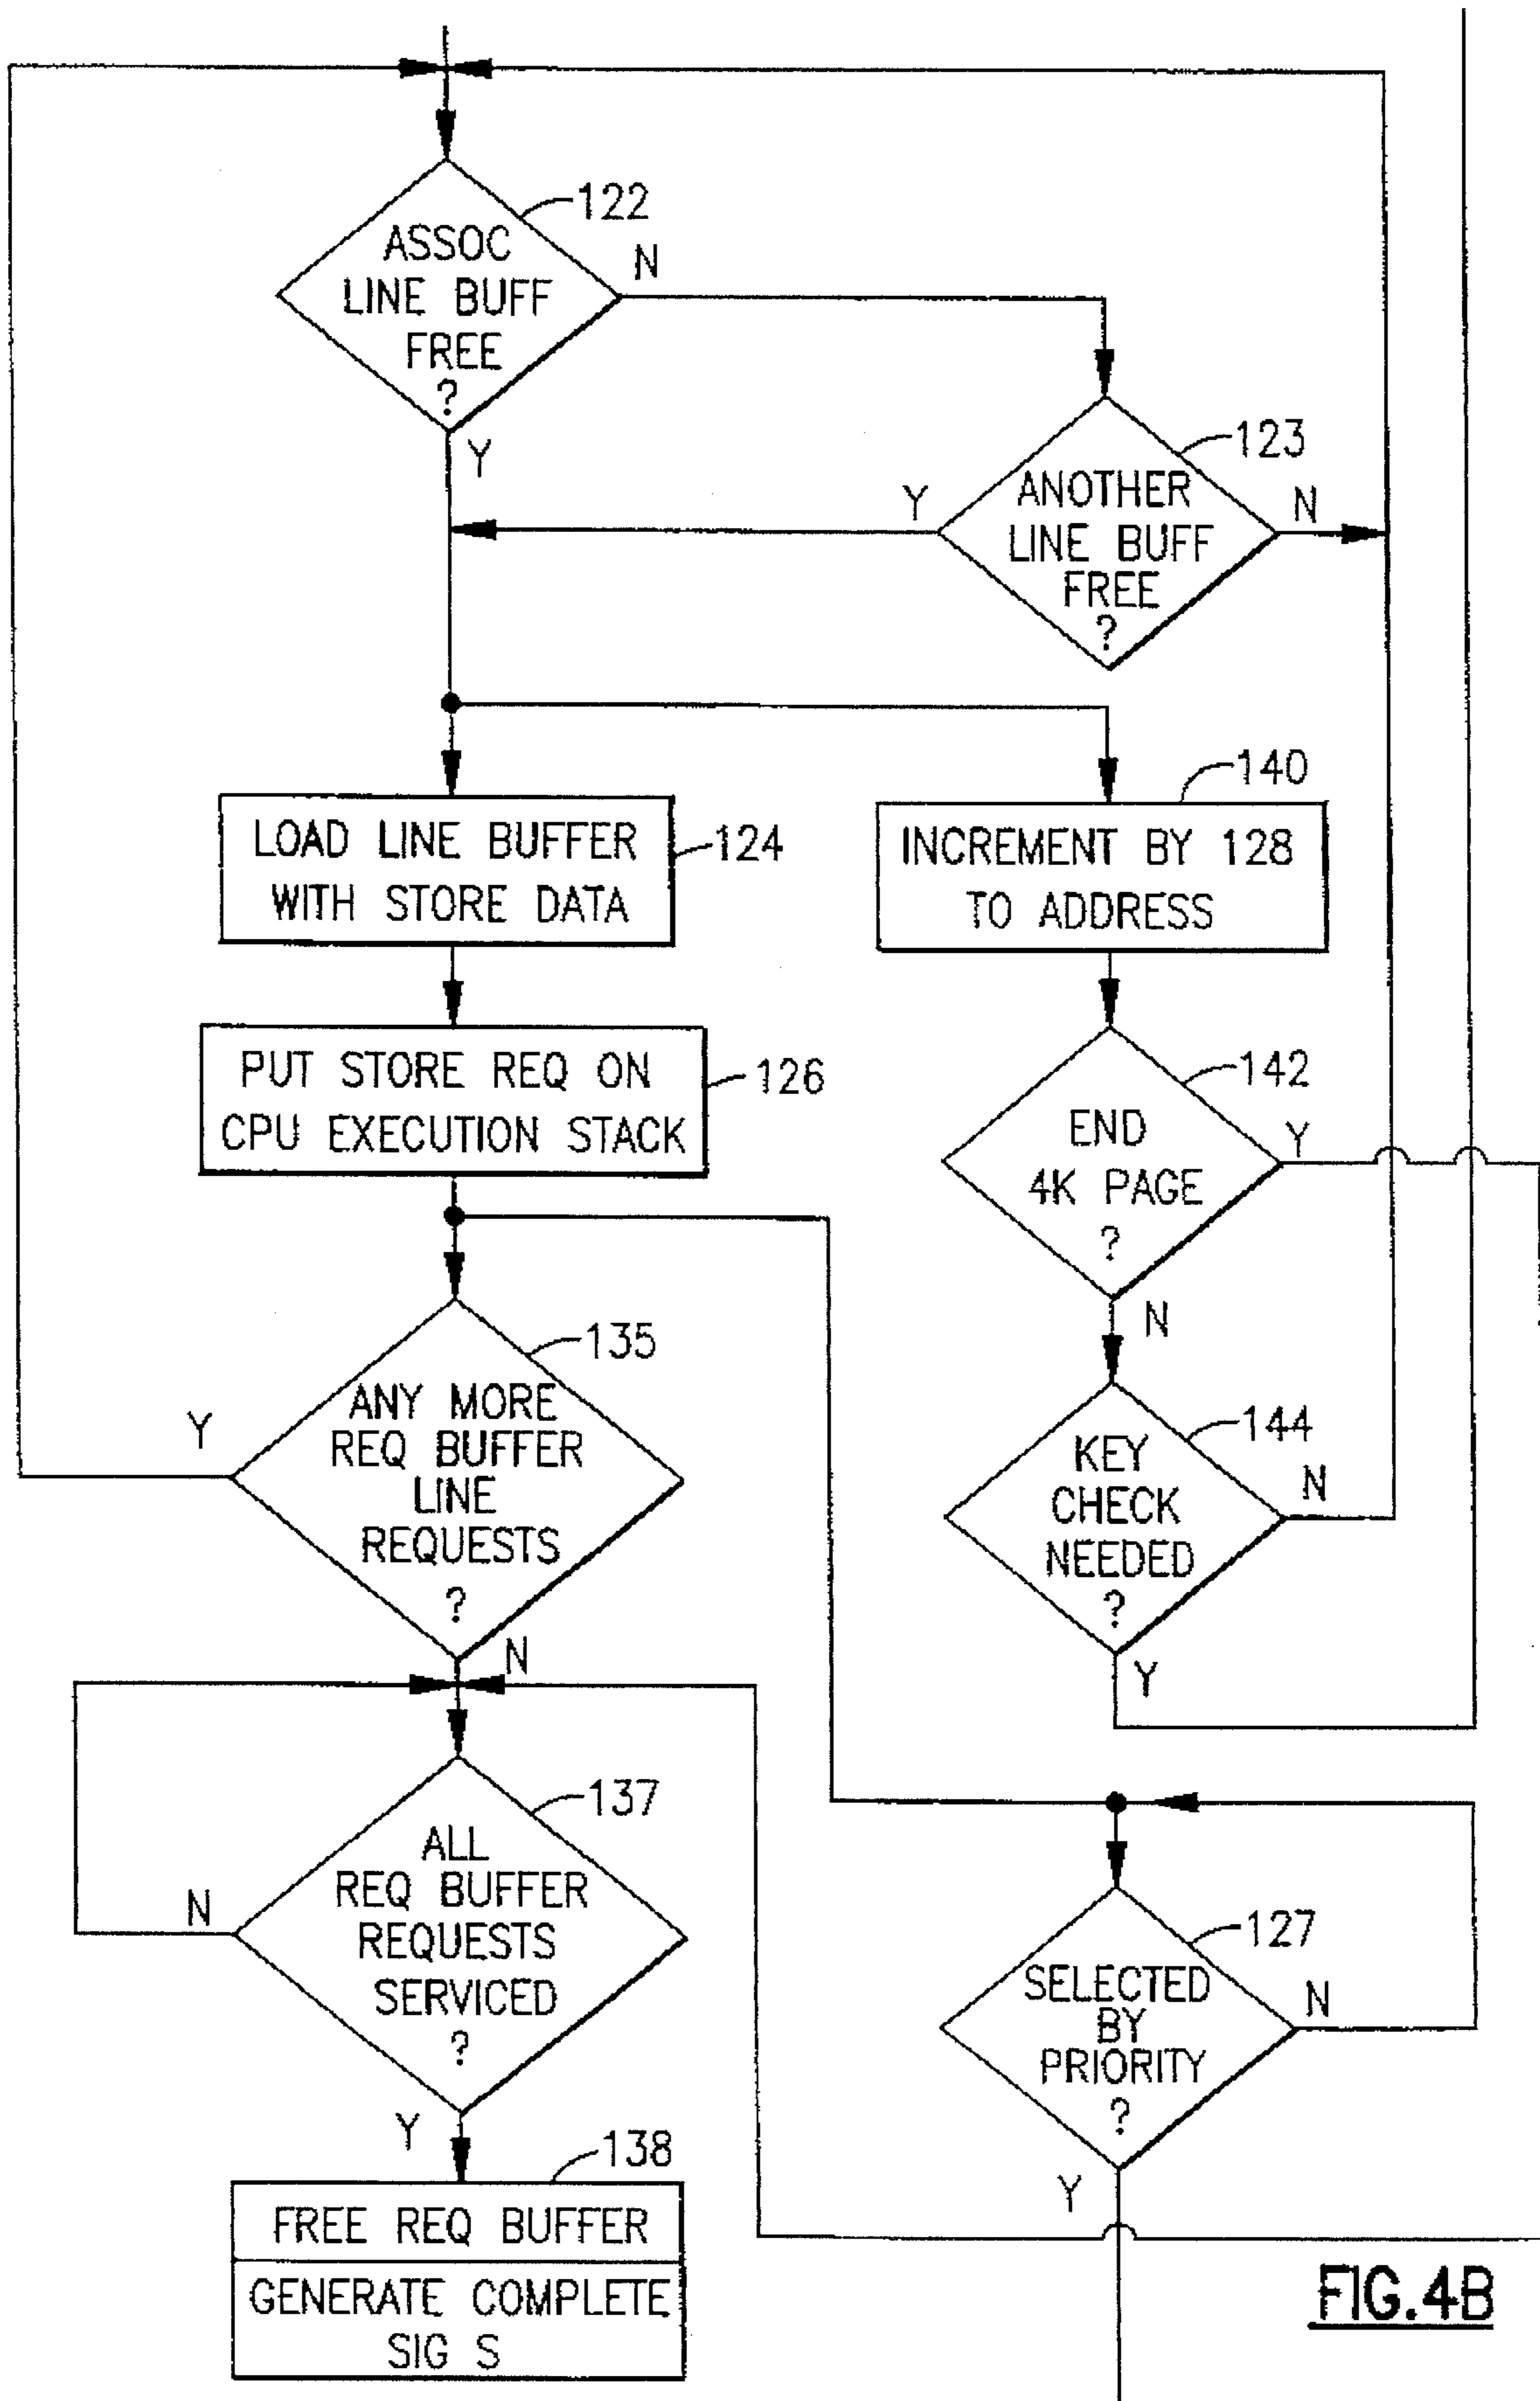 122
ASSOC
LINE BUFF
FREE
?
N
Y
123
ANOTHER
LINE BUFF
FREE
?
Y
N
LOAD LINE BUFFER
WITH STORE DATA
124
140
INCREMENT BY 128
TO ADDRESS
PUT STORE REQ ON
CPU EXECUTION STACK
126
142
END
4K PAGE
?
Y
N
135
ANY MORE
REQ BUFFER
LINE
REQUESTS
?
Y
N
144
KEY
CHECK
NEEDED
?
N
Y
137
ALL
REQ BUFFER
REQUESTS
SERVICED
?
N
Y
127
SELECTED
BY
PRIORITY
?
N
Y
138
FREE REQ BUFFER
GENERATE COMPLETE
SIG S
FIG.4B